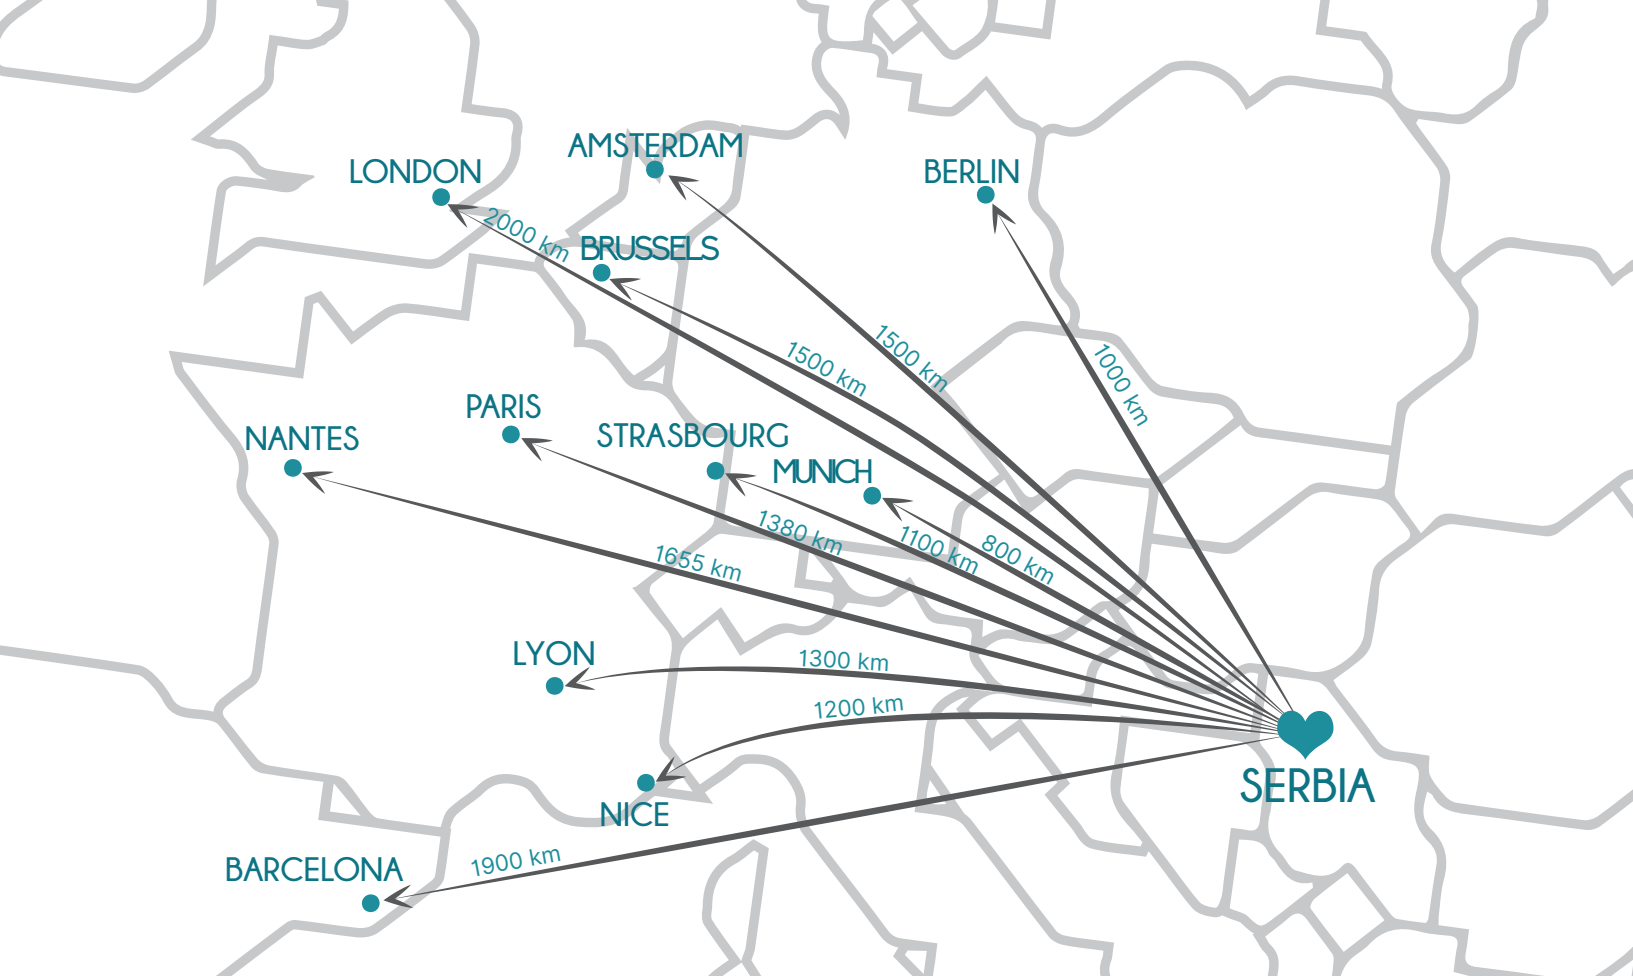 AMSTERDAM
LONDON
BERLIN
2000 km
BRUSSELS
1500 km
1500 km
1000 km
PARIS
NANTES
STRASBOURG
MUNICH
1380 km
1100 km
800 km
1655 km
LYON
1300 km
1200 km
SERBIA
NICE
1900 km
BARCELONA